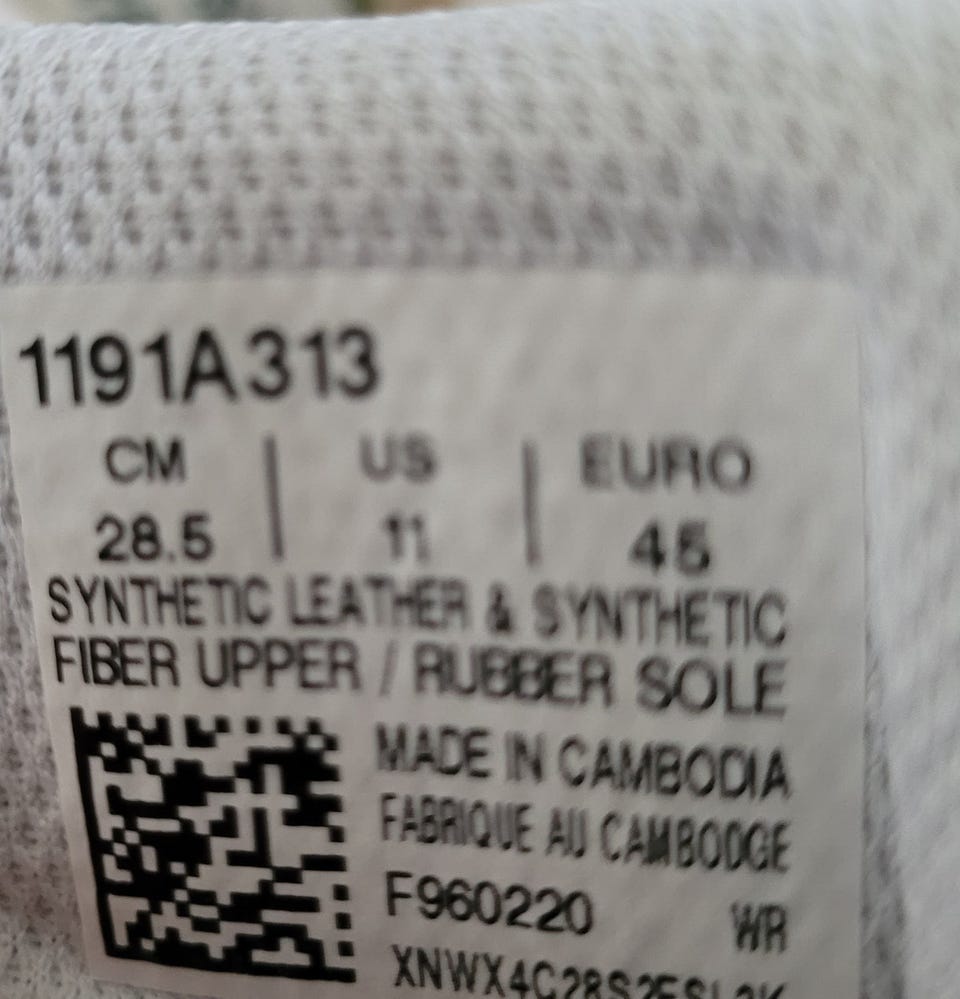 1191A313
CM | US | EURO
28.5 | 11 | 45
SYNTHETIC LEATHER & SYNTHETIC
FIBER UPPER / RUBBER SOLE
MADE IN CAMBODIA
FABRIQUE AU CAMBODGE
F960220 WR